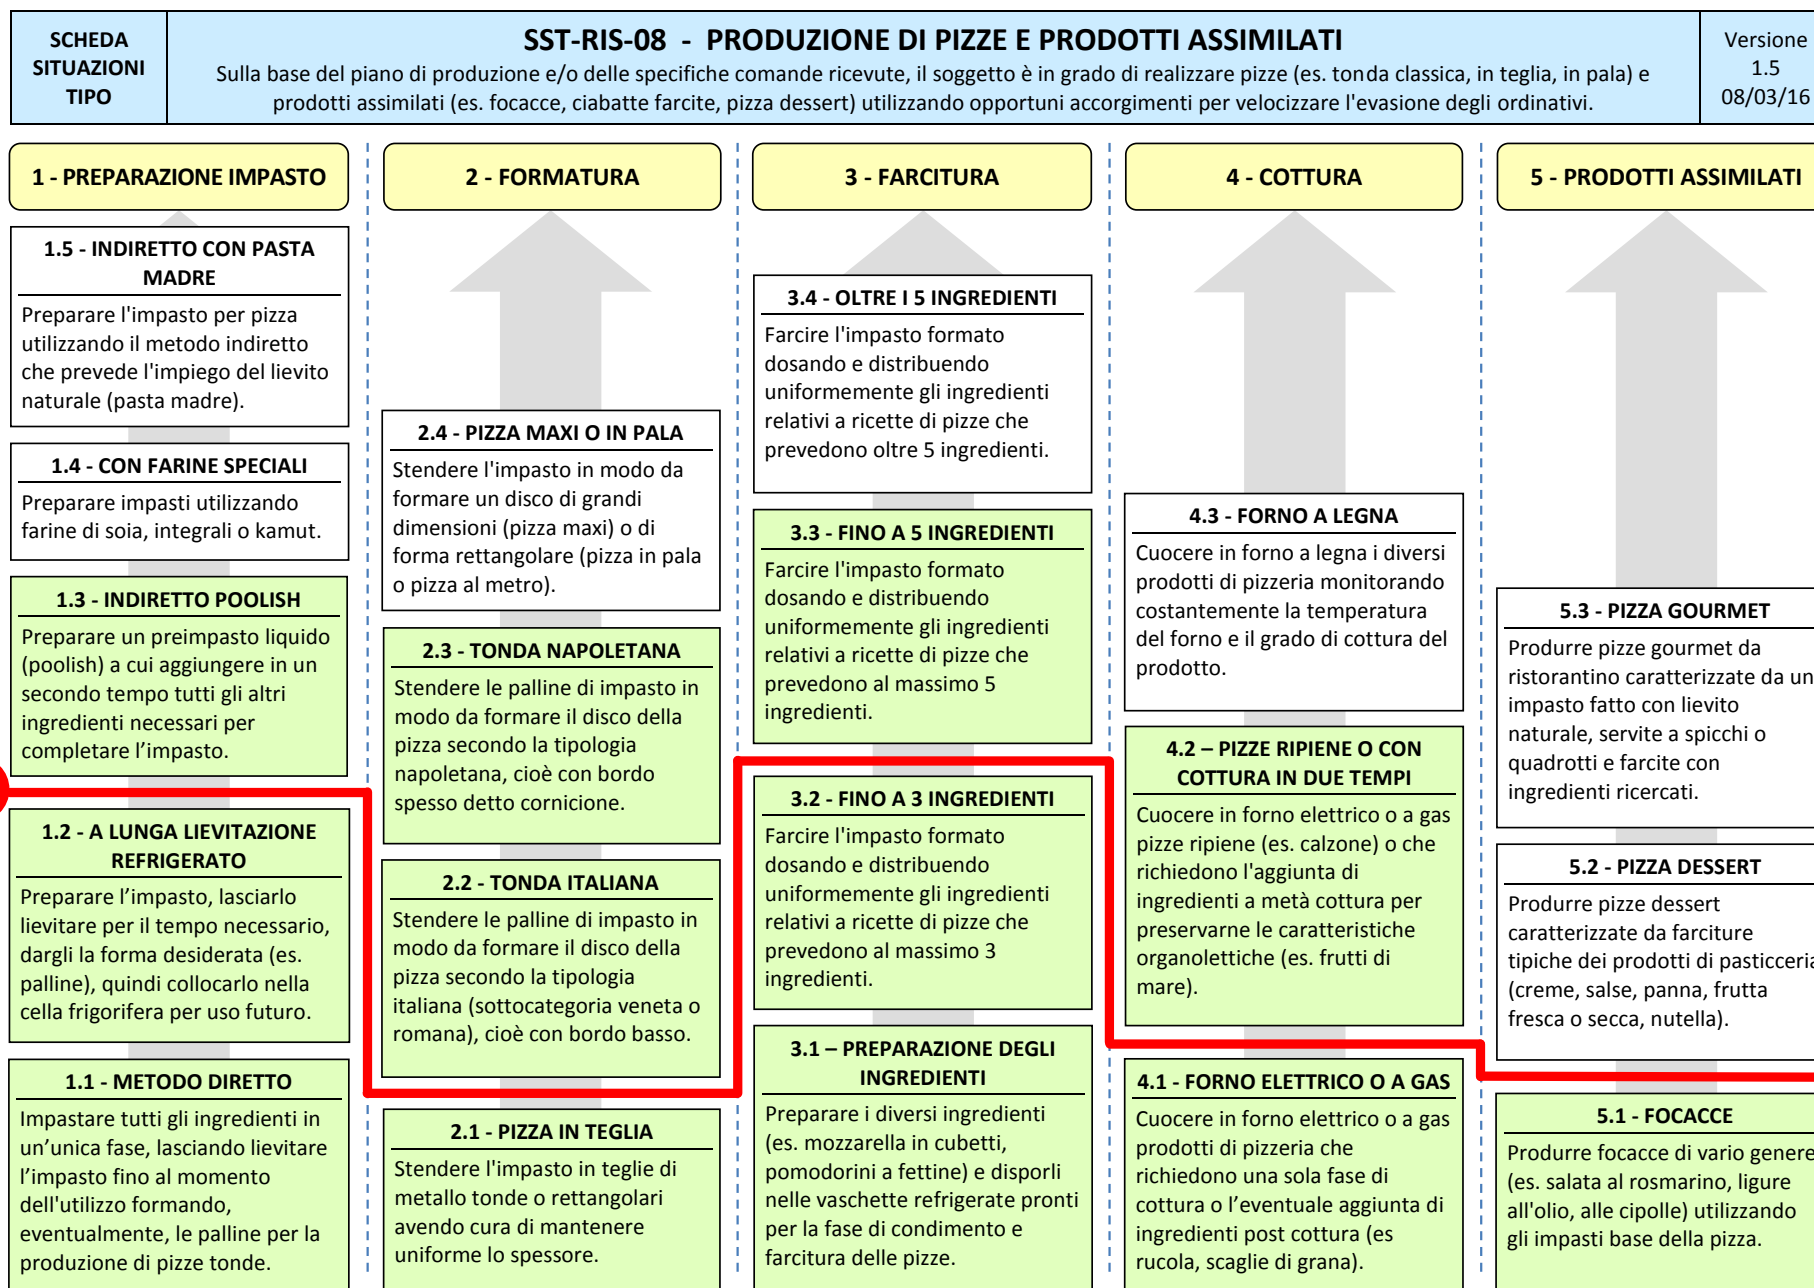 SCHEDA
SITUAZIONI
TIPO
SST-RIS-08 - PRODUZIONE DI PIZZE E PRODOTTI ASSIMILATI
Sulla base del piano di produzione e/o delle specifiche comande ricevute, il soggetto è in grado di realizzare pizze (es. tonda classica, in teglia, in pala) e
prodotti assimilati (es. focacce, ciabatte farcite, pizza dessert) utilizzando opportuni accorgimenti per velocizzare l'evasione degli ordinativi.
Versione
1.5
08/03/16
1 - PREPARAZIONE IMPASTO
1.5 - INDIRETTO CON PASTA
MADRE
Preparare l'impasto per pizza
utilizzando il metodo indiretto
che prevede l'impiego del lievito
naturale (pasta madre).
1.4 - CON FARINE SPECIALI
Preparare impasti utilizzando
farine di soia, integrali o kamut.
1.3 - INDIRETTO POOLISH
Preparare un preimpasto liquido
(poolish) a cui aggiungere in un
secondo tempo tutti gli altri
ingredienti necessari per
completare l’impasto.
1.2 - A LUNGA LIEVITAZIONE
REFRIGERATO
Preparare l’impasto, lasciarlo
lievitare per il tempo necessario,
dargli la forma desiderata (es.
palline), quindi collocarlo nella
cella frigorifera per uso futuro.
1.1 - METODO DIRETTO
Impastare tutti gli ingredienti in
un’unica fase, lasciando lievitare
l’impasto fino al momento
dell'utilizzo formando,
eventualmente, le palline per la
produzione di pizze tonde.
2 - FORMATURA
2.4 - PIZZA MAXI O IN PALA
Stendere l'impasto in modo da
formare un disco di grandi
dimensioni (pizza maxi) o di
forma rettangolare (pizza in pala
o pizza al metro).
2.3 - TONDA NAPOLETANA
Stendere le palline di impasto in
modo da formare il disco della
pizza secondo la tipologia
napoletana, cioè con bordo
spesso detto cornicione.
2.2 - TONDA ITALIANA
Stendere le palline di impasto in
modo da formare il disco della
pizza secondo la tipologia
italiana (sottocategoria veneta o
romana), cioè con bordo basso.
2.1 - PIZZA IN TEGLIA
Stendere l'impasto in teglie di
metallo tonde o rettangolari
avendo cura di mantenere
uniforme lo spessore.
3 - FARCITURA
3.4 - OLTRE I 5 INGREDIENTI
Farcire l'impasto formato
dosando e distribuendo
uniformemente gli ingredienti
relativi a ricette di pizze che
prevedono oltre 5 ingredienti.
3.3 - FINO A 5 INGREDIENTI
Farcire l'impasto formato
dosando e distribuendo
uniformemente gli ingredienti
relativi a ricette di pizze che
prevedono al massimo 5
ingredienti.
3.2 - FINO A 3 INGREDIENTI
Farcire l'impasto formato
dosando e distribuendo
uniformemente gli ingredienti
relativi a ricette di pizze che
prevedono al massimo 3
ingredienti.
3.1 – PREPARAZIONE DEGLI
INGREDIENTI
Preparare i diversi ingredienti
(es. mozzarella in cubetti,
pomodorini a fettine) e disporli
nelle vaschette refrigerate pronti
per la fase di condimento e
farcitura delle pizze.
4 - COTTURA
4.3 - FORNO A LEGNA
Cuocere in forno a legna i diversi
prodotti di pizzeria monitorando
costantemente la temperatura
del forno e il grado di cottura del
prodotto.
4.2 – PIZZE RIPIENE O CON
COTTURA IN DUE TEMPI
Cuocere in forno elettrico o a gas
pizze ripiene (es. calzone) o che
richiedono l'aggiunta di
ingredienti a metà cottura per
preservarne le caratteristiche
organolettiche (es. frutti di
mare).
4.1 - FORNO ELETTRICO O A GAS
Cuocere in forno elettrico o a gas
prodotti di pizzeria che
richiedono una sola fase di
cottura o l’eventuale aggiunta di
ingredienti post cottura (es
rucola, scaglie di grana).
5 - PRODOTTI ASSIMILATI
5.3 - PIZZA GOURMET
Produrre pizze gourmet da
ristorantino caratterizzate da un
impasto fatto con lievito
naturale, servite a spicchi o
quadrotti e farcite con
ingredienti ricercati.
5.2 - PIZZA DESSERT
Produrre pizze dessert
caratterizzate da farciture
tipiche dei prodotti di pasticceria
(creme, salse, panna, frutta
fresca o secca, nutella).
5.1 - FOCACCE
Produrre focacce di vario genere
(es. salata al rosmarino, ligure
all'olio, alle cipolle) utilizzando
gli impasti base della pizza.